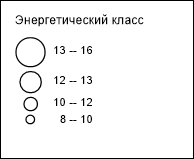 Энергетический класс
13 -- 16
12 -- 13
10 -- 12
8 -- 10